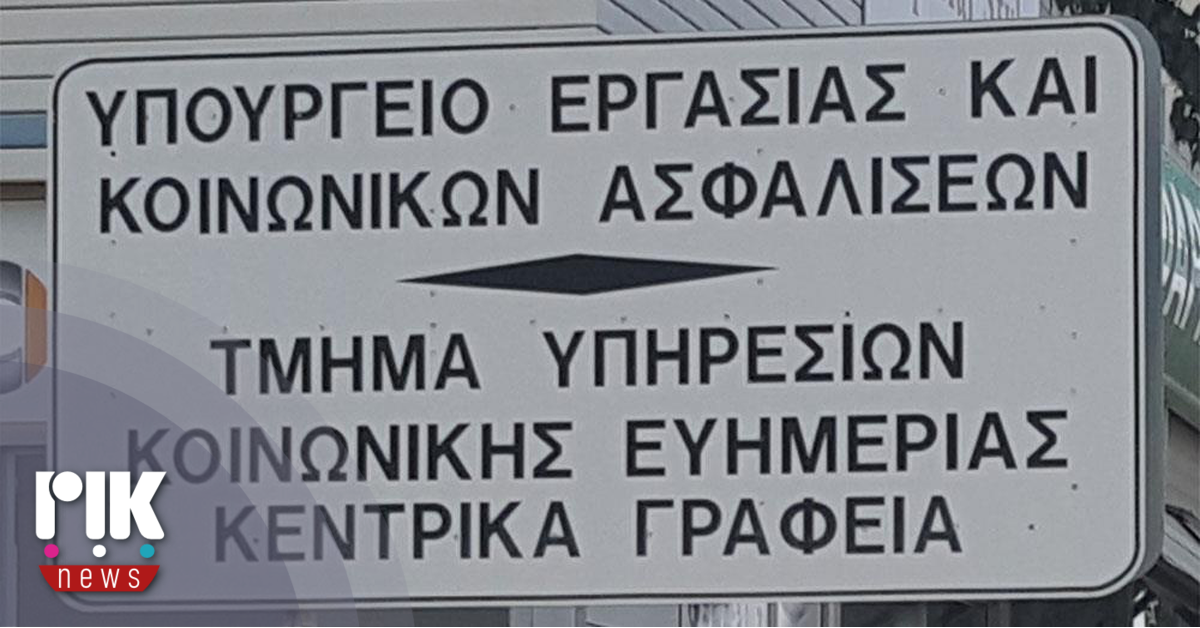 ΥΠΟΥΡΓΕΙΟ ΕΡΓΑΣΙΑΣ ΚΑΙ
ΚΟΙΝΩΝΙΚΩΝ ΑΣΦΑΛΙΣΕΩΝ
ΤΜΗΜΑ ΥΠΗΡΕΣΙΩΝ
ΚΟΙΝΩΝΙΚΗΣ ΕΥΗΜΕΡΙΑΣ
ΚΕΝΤΡΙΚΑ ΓΡΑΦΕΙΑ
ΡΙΚ
news